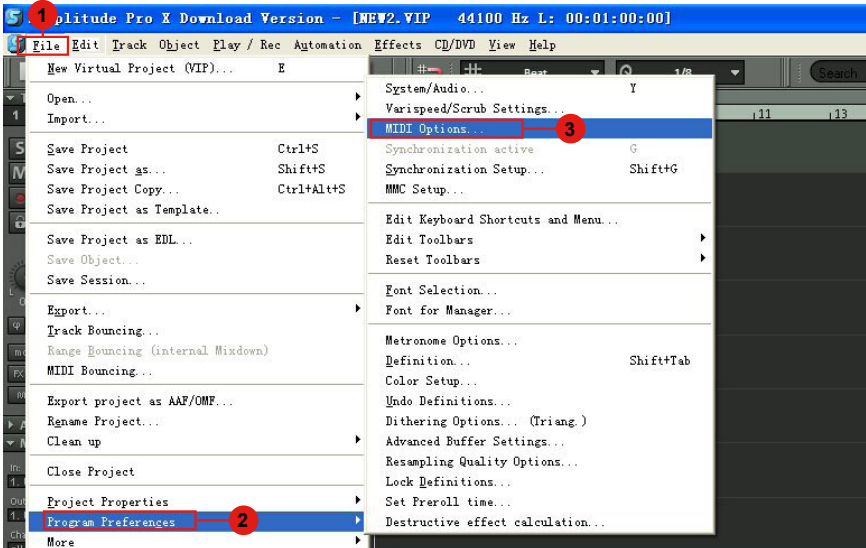 plitude Pro X Download Version - [NEW2.VIP 44100 Hz L: 00:01:00:00]
1
File Edit Track Object Play / Rec Automation Effects CD/DVD View Help
New Virtual Project (VIP)... E
Open...
Import...
Save Project Ctrl+S
Save Project as... Shift+S
Save Project Copy... Ctrl+Alt+S
Save Project as Template..
Save Project as EDL...
Save Object...
Save Session...
Export...
Track Bouncing...
Range Bouncing (internal Mixdown)
MIDI Bouncing...
Export project as AAF/OMF...
Rename Project...
Clean up
Close Project
Project Properties
Program Preferences 2
More
Beat 1/8 Search
11 13
System/Audio... Y
Varispeed/Scrub Settings...
MIDI Options... 3
Synchronization active G
Synchronization Setup... Shift+G
MMC Setup...
Edit Keyboard Shortcuts and Menu...
Edit Toolbars
Reset Toolbars
Font Selection...
Font for Manager...
Metronome Options...
Definition... Shift+Tab
Color Setup...
Undo Definitions...
Dithering Options... (Triang.)
Advanced Buffer Settings...
Resampling Quality Options...
Lock Definitions...
Set Preroll time...
Destructive effect calculation...
1
S
M
In:
1.
Out
1.
Cha